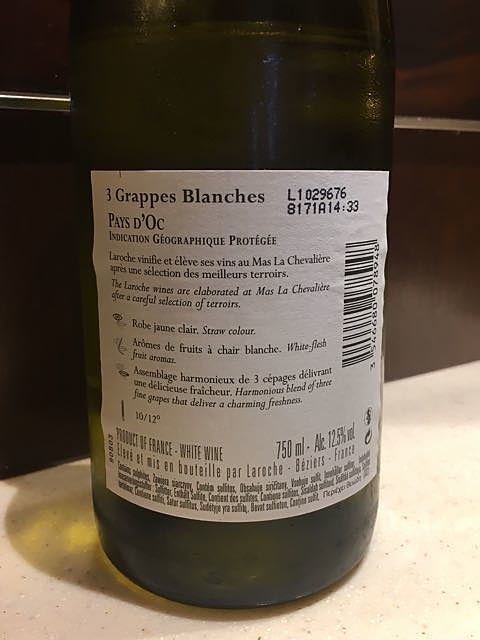 3 Grappes Blanches
L1029676
8171A14:33
PAYS D'OC
INDICATION GÉOGRAPHIQUE PROTÉGÉE
Laroche vinifie et élève ses vins au Mas La Chevalière
après une sélection des meilleurs terroirs.
The Laroche wines are elaborated at Mas La Chevalière
after a careful selection of terroirs.
Robe jaune clair. Straw colour.
Arômes de fruits à chair blanche. White-flesh
fruit aromas.
Assemblage harmonieux de 3 cépages délivrant
une délicieuse fraîcheur. Harmonious blend of three
fine grapes that deliver a charming freshness.
10/12°
PRODUCT OF FRANCE - WHITE WINE
750 ml - Alc. 12.5% vol.
Elevé et mis en bouteille par Laroche - Béziers - France